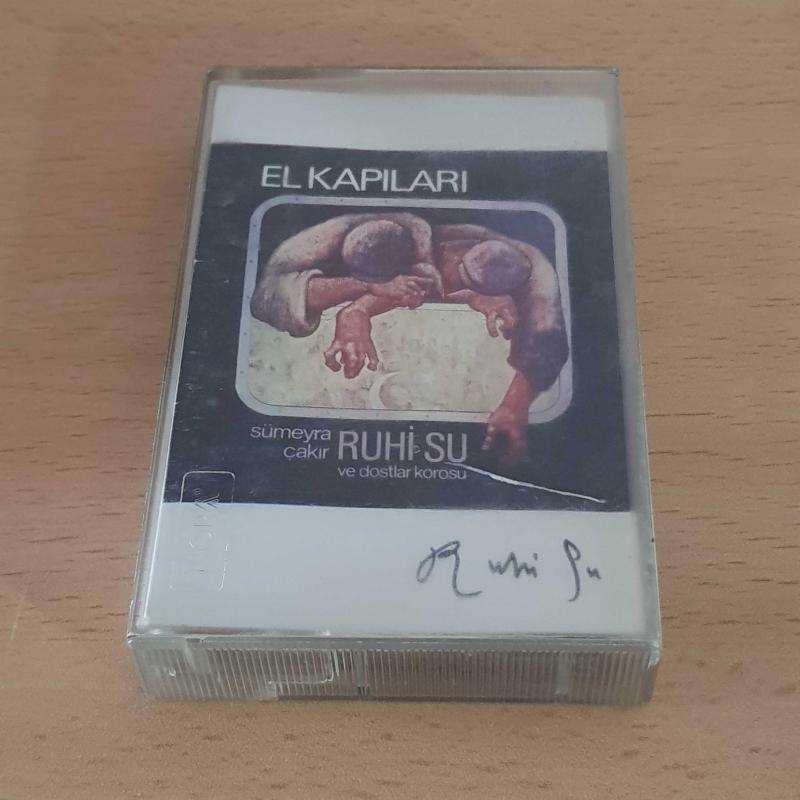 EL KAPILARI
sümeyra
çakır RUHİ SU
ve dostlar korosu
Ruhi Su